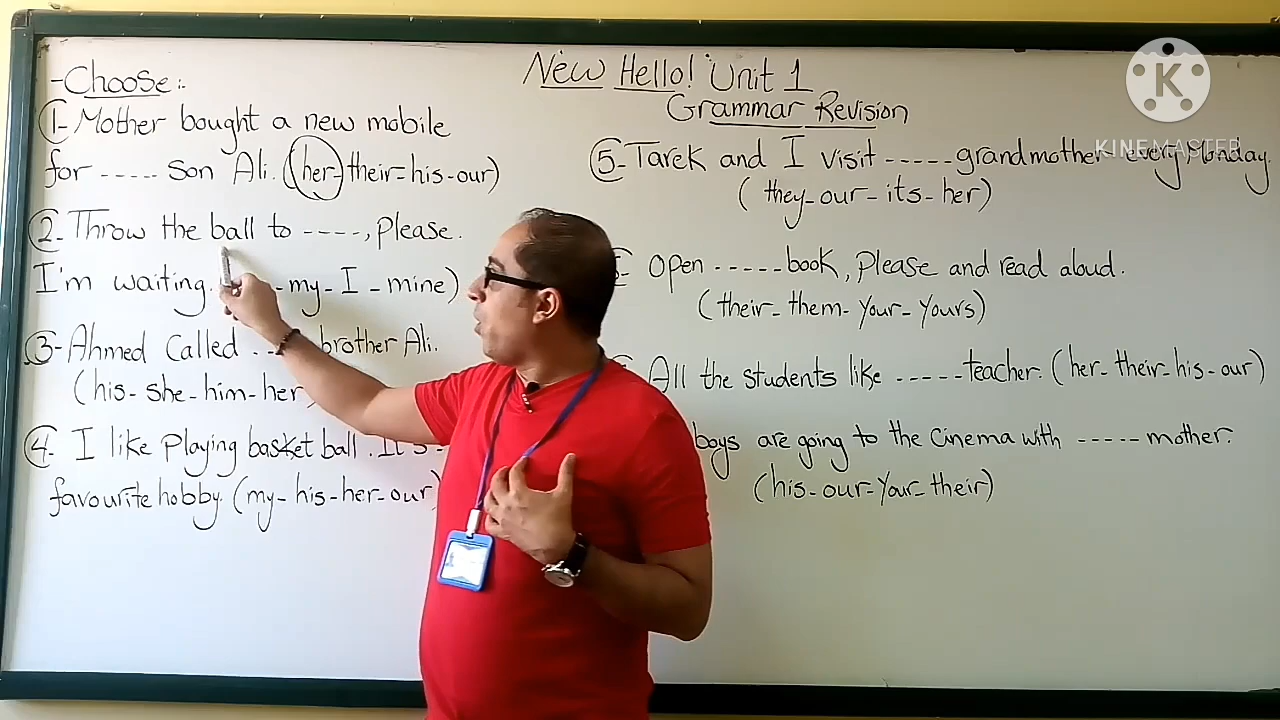 New Hello! Unit 1
Grammar Revision
- Choose:-
1- Mother bought a new mobile
for ----- son Ali. (her - their - his - our)
2- Throw the ball to ----, please.
I'm waiting. - my - I - mine)
3- Ahmed called brother Ali.
(his - she - him - her
4- I like playing basket ball. It's
favourite hobby. (my - his - her - our)
5- Tarek and I visit ----- grandmother every Monday.
(they - our - its - her)
Open ----- book, please and read aloud.
(their - them - your - yours)
All the students like ----- teacher. (her - their - his - our)
boys are going to the cinema with ----- mother.
(his - our - your - their)
K
KINEMASTER